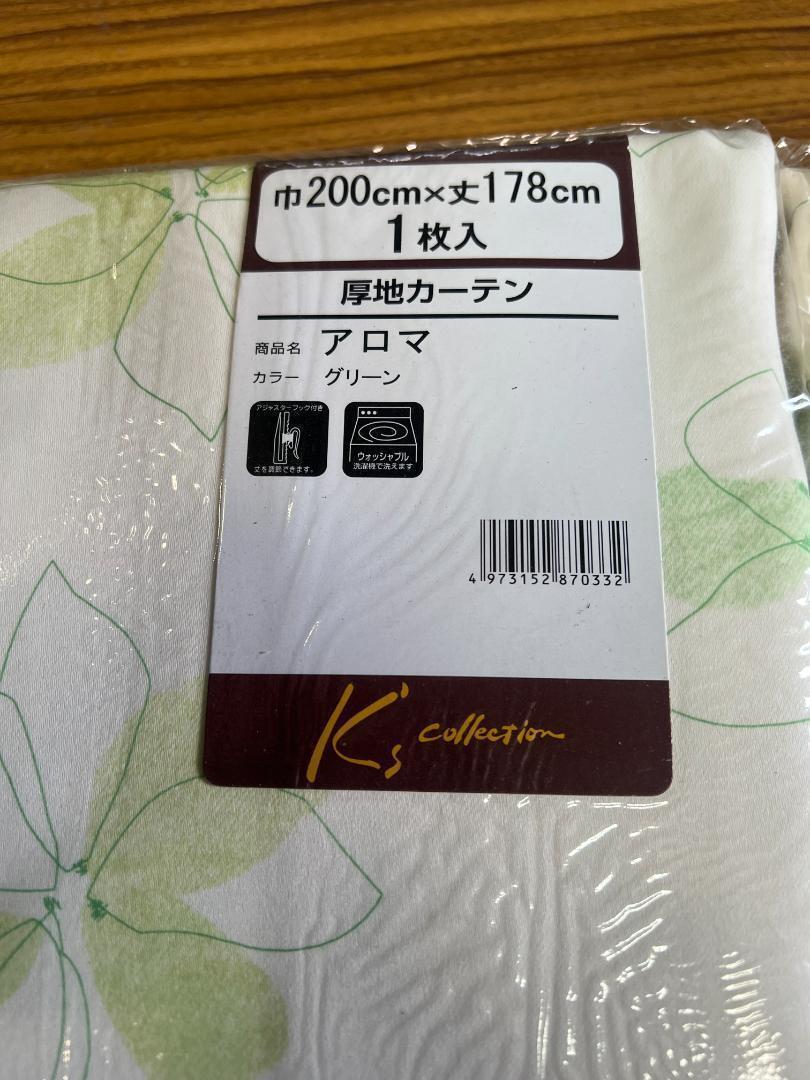 巾200cm×丈178cm
1枚入
厚地カーテン
商品名 アロマ
カラー グリーン
アジャスターフック付き
丈を調節できます。
ウォッシャブル
洗濯機で洗えます
4 973152 870332
K's collection